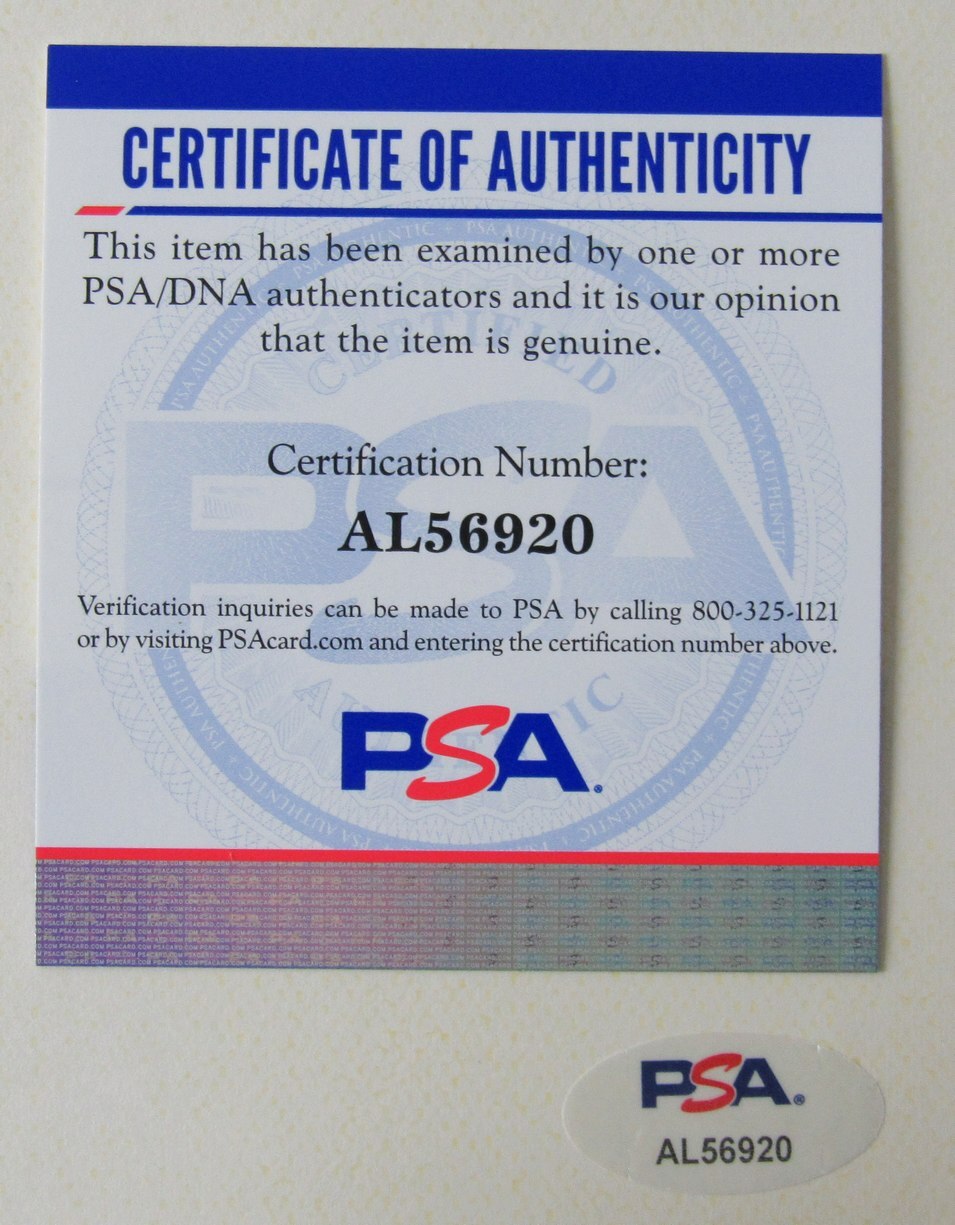 CERTIFICATE OF AUTHENTICITY
This item has been examined by one or more
PSA/DNA authenticators and it is our opinion
that the item is genuine.
CERTIFIED
PSA
Certification Number:
AL56920
Verification inquiries can be made to PSA by calling 800-325-1121
or by visiting PSAcard.com and entering the certification number above.
PSA
PSA®
AL56920